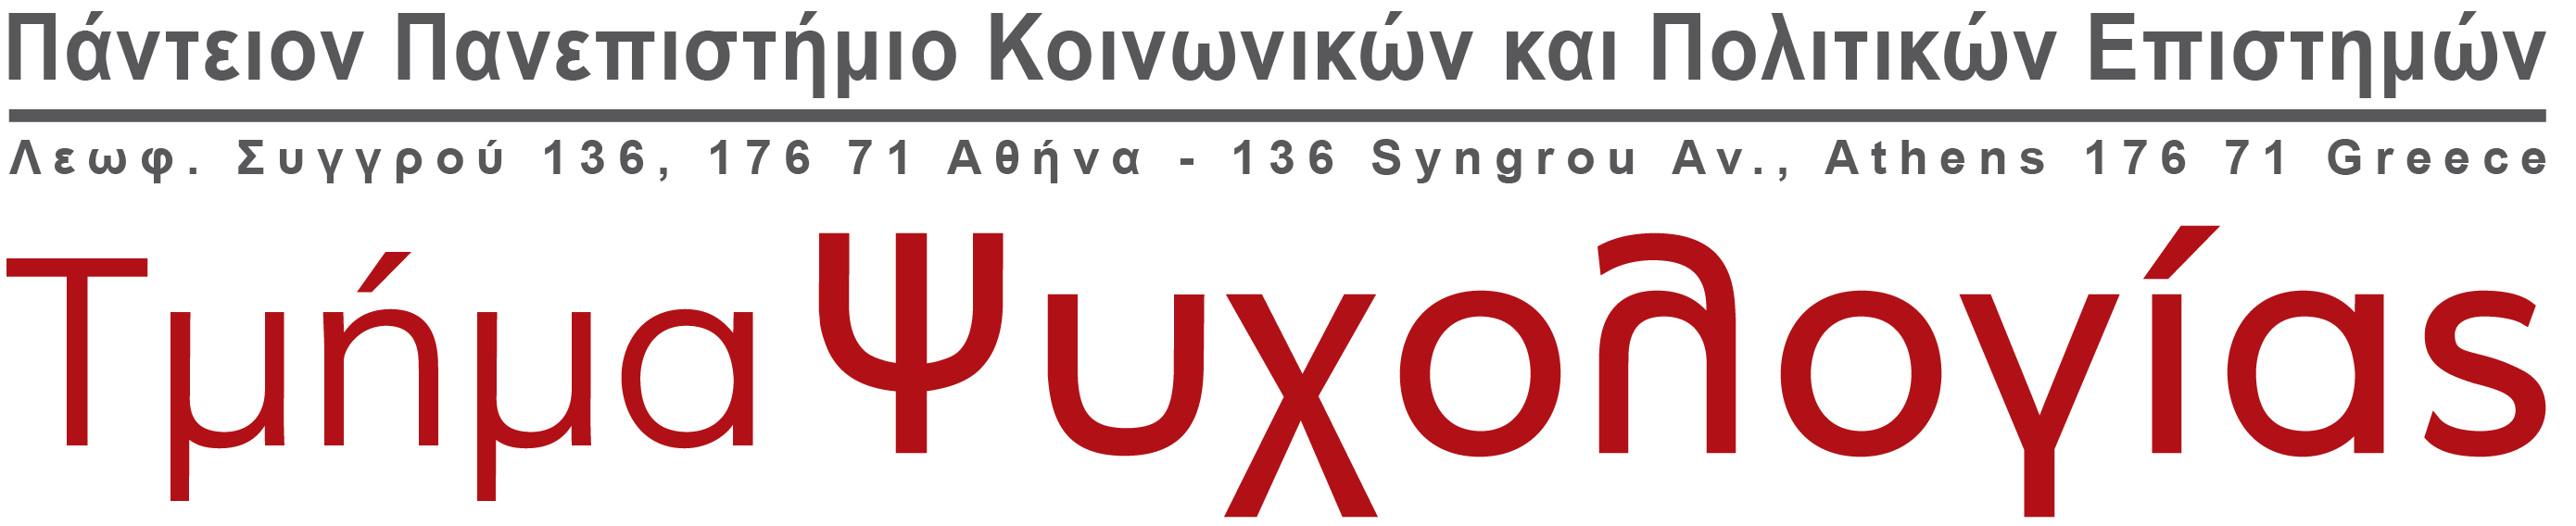 Πάντειον Πανεπιστήμιο Κοινωνικών και Πολιτικών Επιστημών
Λεωφ. Συγγρού 136, 176 71 Αθήνα - 136 Syngrou Av., Athens 176 71 Greece
Τμήμα Ψυχολογίας